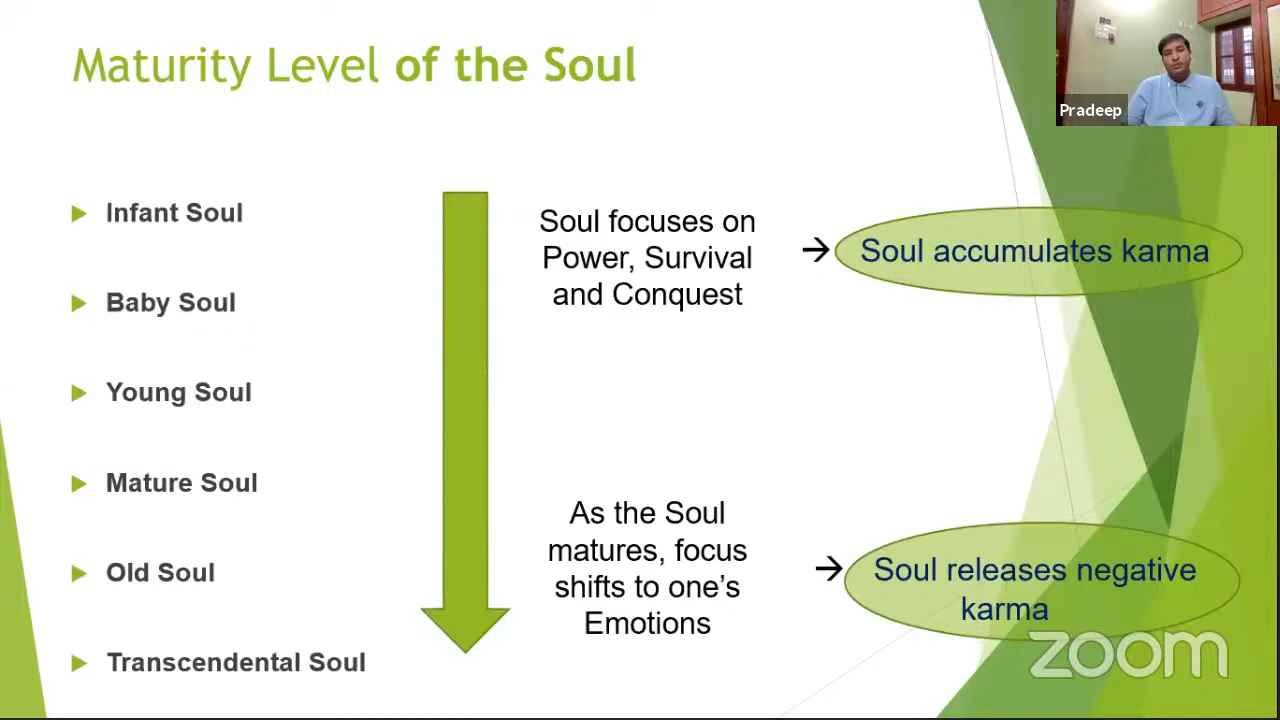 Maturity Level of the Soul
Pradeep
Infant Soul
Baby Soul
Young Soul
Mature Soul
Old Soul
Transcendental Soul
Soul focuses on
Power, Survival
and Conquest
→ Soul accumulates karma
As the Soul
matures, focus
shifts to one's
Emotions
→ Soul releases negative
karma
zoom